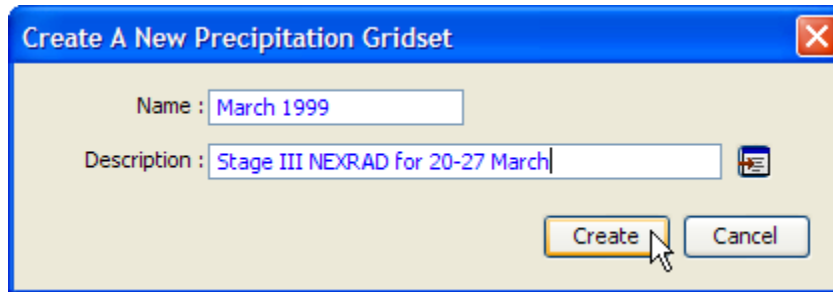 Create A New Precipitation Gridset
Name : March 1999
Description : Stage III NEXRAD for 20-27 March
Create Cancel